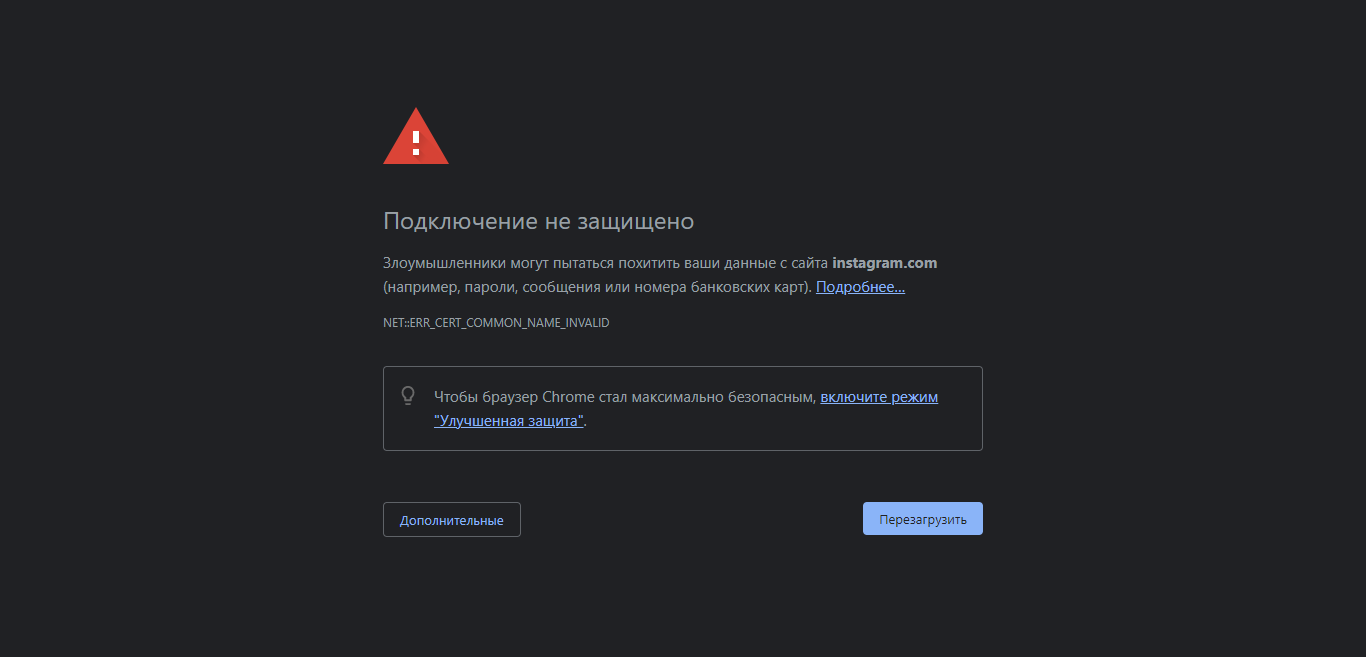 Подключение не защищено
Злоумышленники могут пытаться похитить ваши данные с сайта instagram.com
(например, пароли, сообщения или номера банковских карт). Подробнее...
NET::ERR_CERT_COMMON_NAME_INVALID
Чтобы браузер Chrome стал максимально безопасным, включите режим
"Улучшенная защита".
Дополнительные
Перезагрузить